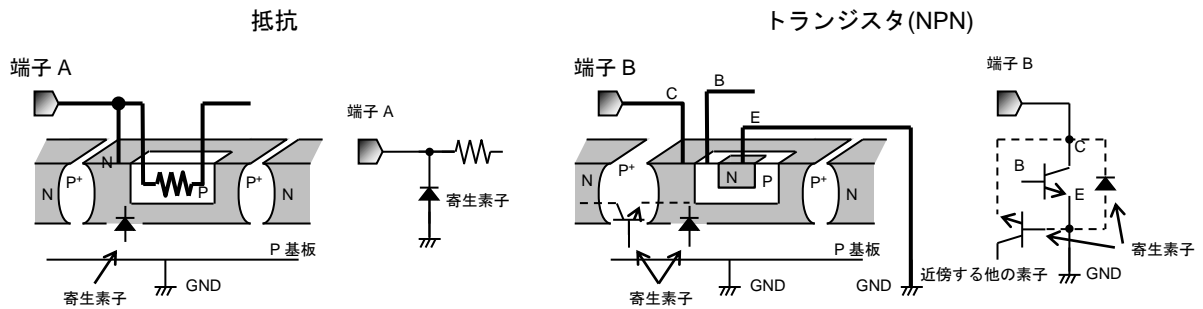 抵抗
トランジスタ(NPN)
端子 A
N
N
P+
P
P+
N
P 基板
GND
寄生素子
端子 A
寄生素子
端子 B
C
B
E
N
P+
N
P
P+
N
P 基板
GND
GND
寄生素子
端子 B
C
B
E
寄生素子
GND
近傍する他の素子